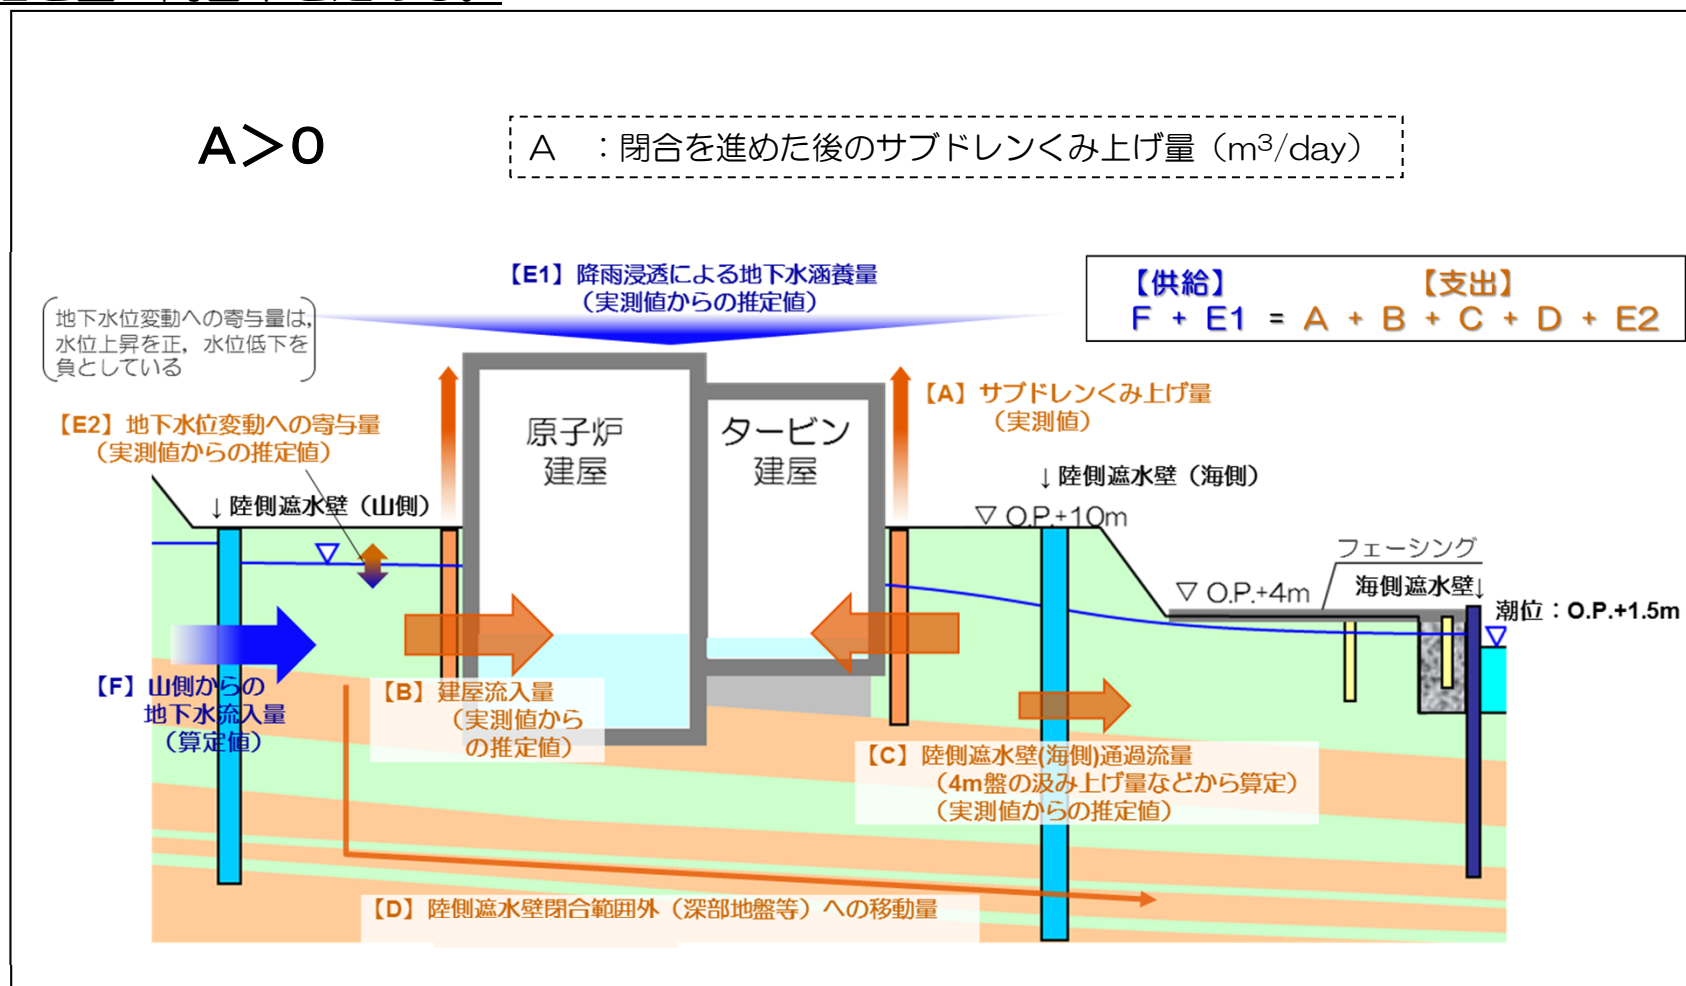 A＞0
A ：閉合を進めた後のサブドレンくみ上げ量（m³/day）
【E1】降雨浸透による地下水涵養量
（実測値からの推定値）
【供給】 【支出】
F + E1 = A + B + C + D + E2
地下水位変動への寄与量は，
水位上昇を正，水位低下を
負としている
【E2】地下水位変動への寄与量
（実測値からの推定値）
【A】サブドレンくみ上げ量
（実測値）
原子炉
建屋
タービン
建屋
↓陸側遮水壁（山側）
↓陸側遮水壁（海側）
▽ O.P.+10m
フェーシング
▽ O.P.+4m
海側遮水壁↓
潮位：O.P.+1.5m
【F】山側からの
地下水流入量
（算定値）
【B】建屋流入量
（実測値から
の推定値）
【C】陸側遮水壁(海側)通過流量
（4m盤の汲み上げ量などから算定）
（実測値からの推定値）
【D】陸側遮水壁閉合範囲外（深部地盤等）への移動量